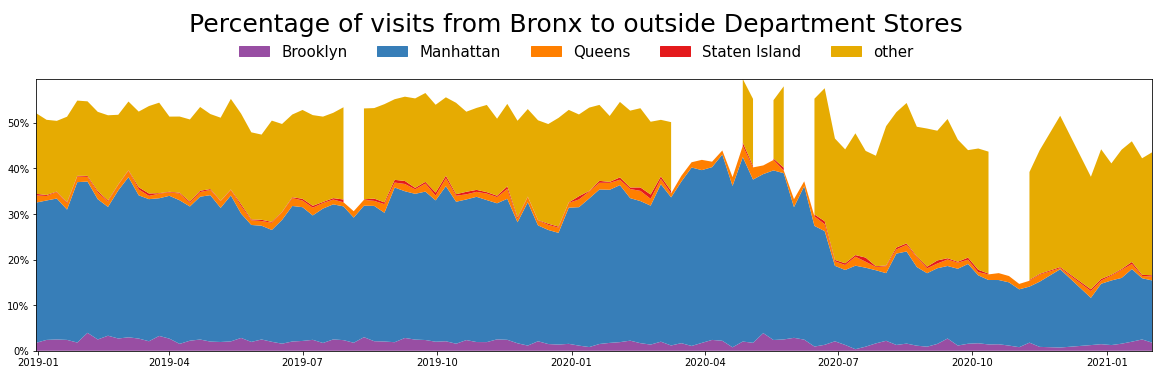 Percentage of visits from Bronx to outside Department Stores
Brooklyn Manhattan Queens Staten Island other
50%
40%
30%
20%
10%
0%
2019-01 2019-04 2019-07 2019-10 2020-01 2020-04 2020-07 2020-10 2021-01